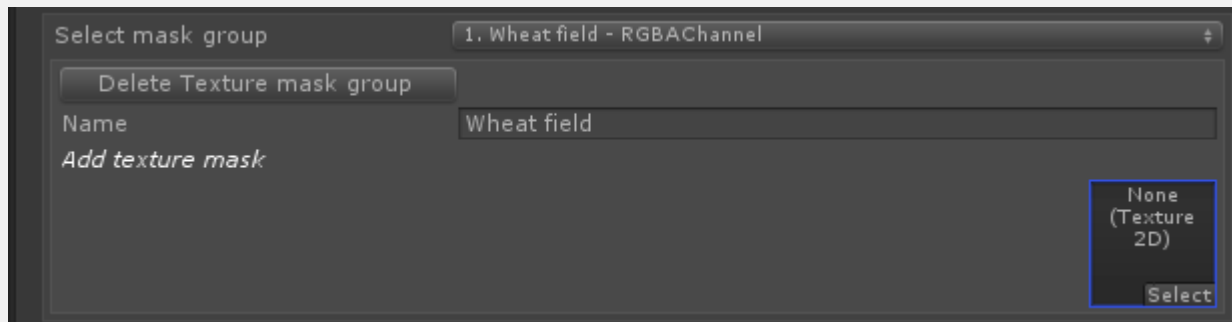 Select mask group
1. Wheat field - RGBAChannel
Delete Texture mask group
Name
Wheat field
Add texture mask
None
(Texture
2D)
Select